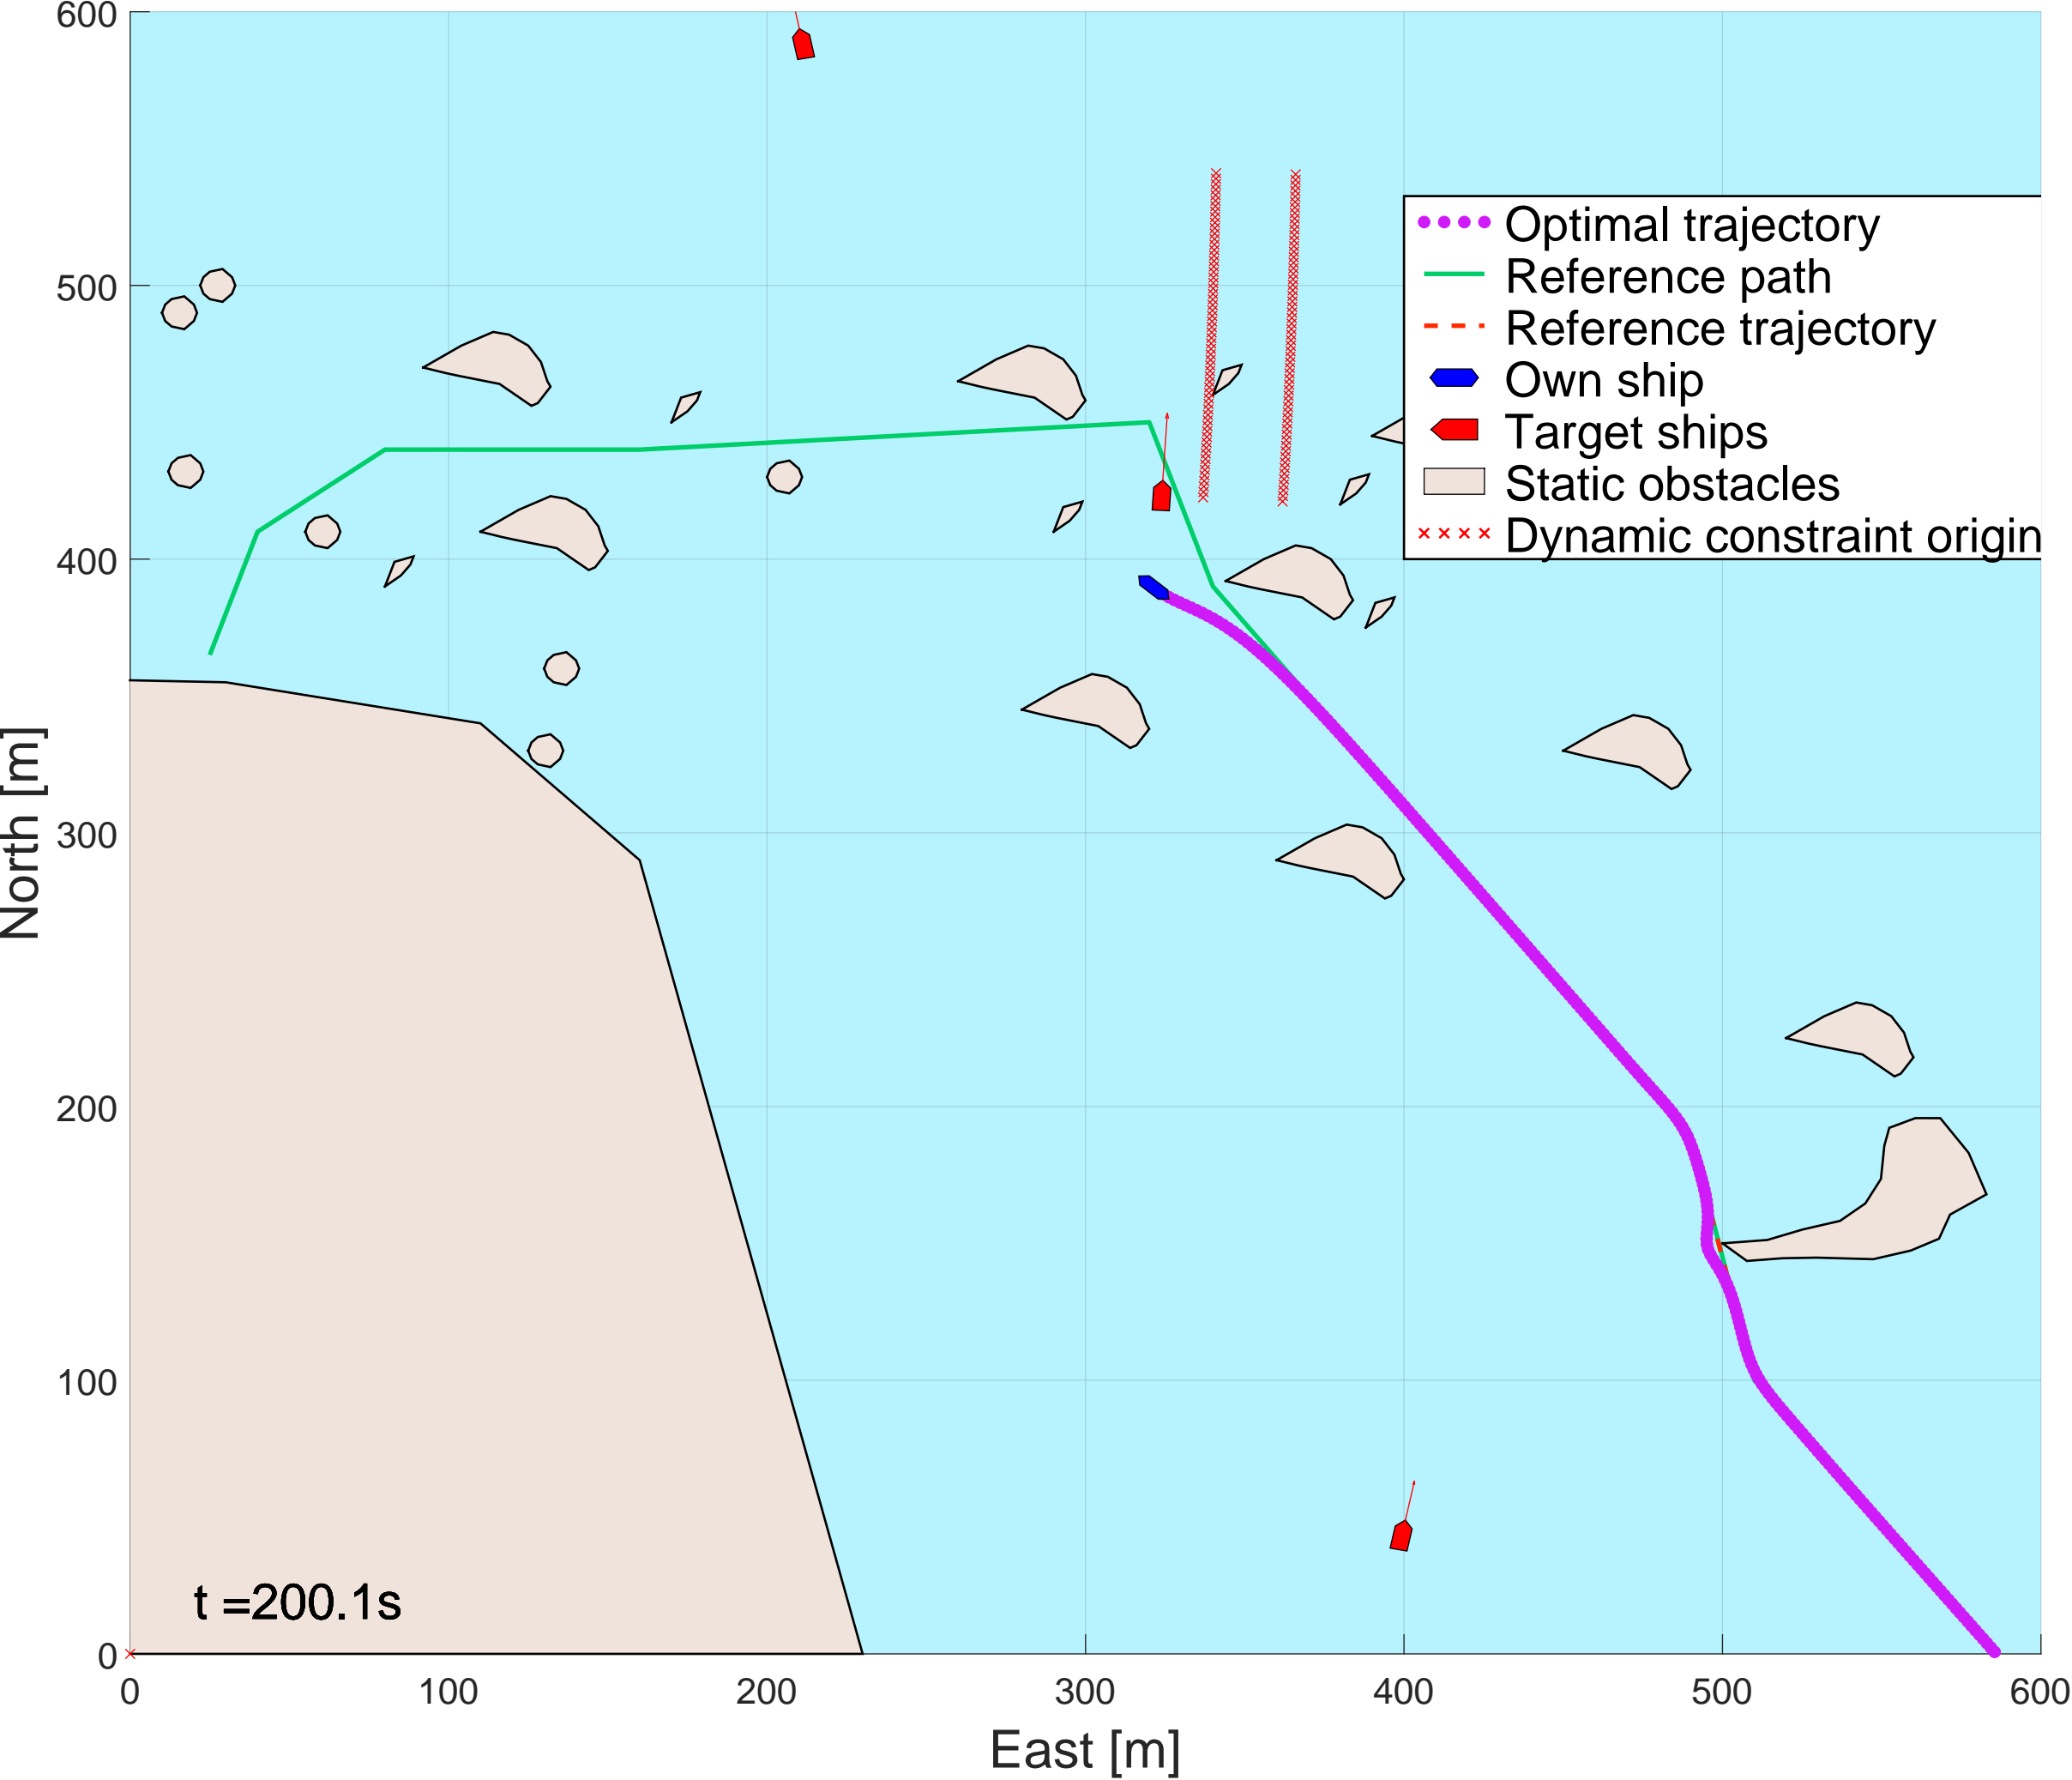 600
500
400
300
200
100
0
North [m]
Optimal trajectory
Reference path
Reference trajectory
Own ship
Target ships
Static obstacles
Dynamic constraint origin
t =200.1s
0
100
200
300
400
500
600
East [m]